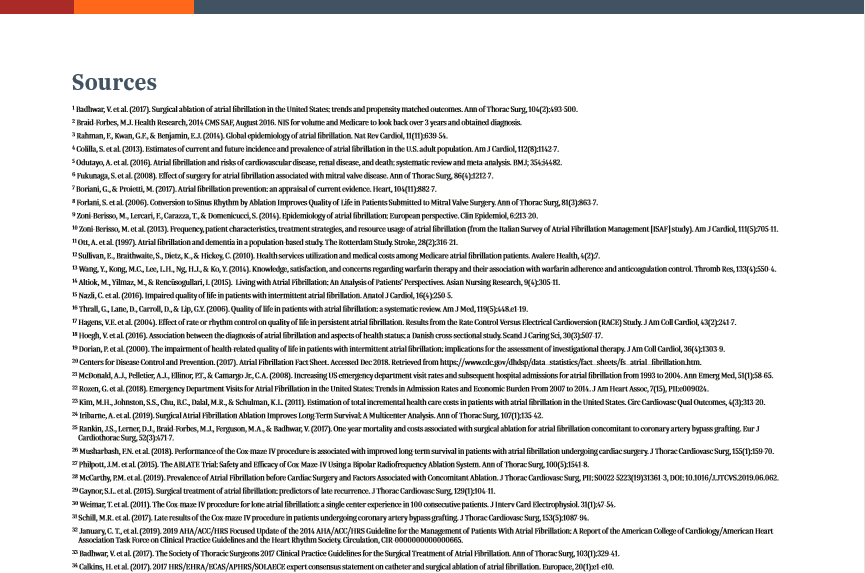 Sources
1 Badhwar, V. et al. (2017). Surgical ablation of atrial fibrillation in the United States; trends and propensity matched outcomes. Ann of Thorac Surg, 104(2):493-500.
2 Braid-Forbes, M.J. Health Research, 2014 CMS SAF, August 2016. NIS for volume and Medicare to look back over 3 years and obtained diagnosis.
3 Rahman, F., Kwan, G.F., & Benjamin, E.J. (2014). Global epidemiology of atrial fibrillation. Nat Rev Cardiol, 11(11):639-54.
4 Colilla, S. et al. (2013). Estimates of current and future incidence and prevalence of atrial fibrillation in the U.S. adult population. Am J Cardiol, 112(8):1142-7.
5 Odutayo, A. et al. (2016). Atrial fibrillation and risks of cardiovascular disease, renal disease, and death; systematic review and meta-analysis. BMJ; 354:i4482.
6 Fukunaga, S. et al. (2008). Effect of surgery for atrial fibrillation associated with mitral valve disease. Ann of Thorac Surg, 86(4):1212-7.
7 Boriani, G., & Proietti, M. (2017). Atrial fibrillation prevention: an appraisal of current evidence. Heart, 104(11):882-7.
8 Forlani, S. et al. (2006). Conversion to Sinus Rhythm by Ablation Improves Quality of Life in Patients Submitted to Mitral Valve Surgery. Ann of Thorac Surg, 81(3):863-7.
9 Zoni-Berisso, M., Lercari, F., Carazza, T., & Domenicucci, S. (2014). Epidemiology of atrial fibrillation: European perspective. Clin Epidemiol, 6:213-20.
10 Zoni-Berisso, M. et al. (2013). Frequency, patient characteristics, treatment strategies, and resource usage of atrial fibrillation (from the Italian Survey of Atrial Fibrillation Management [ISAF] study). Am J Cardiol, 111(5):705-11.
11 Ott, A. et al. (1997). Atrial fibrillation and dementia in a population-based study. The Rotterdam Study. Stroke, 28(2):316-21.
12 Sullivan, E., Braithwaite, S., Dietz, K., & Hickey, C. (2010). Health services utilization and medical costs among Medicare atrial fibrillation patients. Avalere Health, 4(2):7.
13 Wang, Y., Kong, M.C., Lee, L.H., Ng, H.J., & Ko, Y. (2014). Knowledge, satisfaction, and concerns regarding warfarin therapy and their association with warfarin adherence and anticoagulation control. Thromb Res, 133(4):550-4.
14 Altiok, M., Yilmaz, M., & Rencüsogullari, I. (2015). Living with Atrial Fibrillation: An Analysis of Patients' Perspectives. Asian Nursing Research, 9(4):305-11.
15 Nazli, C. et al. (2016). Impaired quality of life in patients with intermittent atrial fibrillation. Anatol J Cardiol, 16(4):250-5.
16 Thrall, G., Lane, D., Carroll, D., & Lip, G.Y. (2006). Quality of life in patients with atrial fibrillation: a systematic review. Am J Med, 119(5):448.e1-19.
17 Hagens, V.E. et al. (2004). Effect of rate or rhythm control on quality of life in persistent atrial fibrillation. Results from the Rate Control Versus Electrical Cardioversion (RACE) Study. J Am Coll Cardiol, 43(2):241-7.
18 Hoegh, V. et al. (2016). Association between the diagnosis of atrial fibrillation and aspects of health status: a Danish cross-sectional study. Scand J Caring Sci, 30(3):507-17.
19 Dorian, P. et al. (2000). The impairment of health-related quality of life in patients with intermittent atrial fibrillation: implications for the assessment of investigational therapy. J Am Coll Cardiol, 36(4):1303-9.
20 Centers for Disease Control and Prevention. (2017). Atrial Fibrillation Fact Sheet. Accessed Dec 2018. Retrieved from https://www.cdc.gov/dhdsp/data_statistics/fact_sheets/fs_atrial_fibrillation.htm.
21 McDonald, A.J., Pelletier, A.J., Ellinor, P.T., & Camargo Jr., C.A. (2008). Increasing US emergency department visit rates and subsequent hospital admissions for atrial fibrillation from 1993 to 2004. Ann Emerg Med, 51(1):58-65.
22 Rozen, G. et al. (2018). Emergency Department Visits for Atrial Fibrillation in the United States: Trends in Admission Rates and Economic Burden From 2007 to 2014. J Am Heart Assoc, 7(15), PII:e009024.
23 Kim, M.H., Johnston, S.S., Chu, B.C., Dalal, M.R., & Schulman, K.L. (2011). Estimation of total incremental health care costs in patients with atrial fibrillation in the United States. Circ Cardiovasc Qual Outcomes, 4(3):313-20.
24 Iribarne, A. et al. (2019). Surgical Atrial Fibrillation Ablation Improves Long-Term Survival: A Multicenter Analysis. Ann of Thorac Surg, 107(1):135-42.
25 Rankin, J.S., Lerner, D.J., Braid-Forbes, M.J., Ferguson, M.A., & Badhwar, V. (2017). One-year mortality and costs associated with surgical ablation for atrial fibrillation concomitant to coronary artery bypass grafting. Eur J
Cardiothorac Surg, 52(3):471-7.
26 Musharbash, F.N. et al. (2018). Performance of the Cox-maze IV procedure is associated with improved long-term survival in patients with atrial fibrillation undergoing cardiac surgery. J Thorac Cardiovasc Surg, 155(1):159-70.
27 Philpott, J.M. et al. (2015). The ABLATE Trial: Safety and Efficacy of Cox Maze-IV Using a Bipolar Radiofrequency Ablation System. Ann of Thorac Surg, 100(5):1541-8.
28 McCarthy, P.M. et al. (2019). Prevalence of Atrial Fibrillation before Cardiac Surgery and Factors Associated with Concomitant Ablation. J Thorac Cardiovasc Surg, PII: S0022-5223(19)31361-3, DOI: 10.1016/J.JTCVS.2019.06.062.
29 Gaynor, S.L. et al. (2015). Surgical treatment of atrial fibrillation: predictors of late recurrence. J Thorac Cardiovasc Surg, 129(1):104-11.
30 Weimar, T. et al. (2011). The Cox-maze IV procedure for lone atrial fibrillation: a single center experience in 100 consecutive patients. J Interv Card Electrophysiol. 31(1):47-54.
31 Schill, M.R. et al. (2017). Late results of the Cox-maze IV procedure in patients undergoing coronary artery bypass grafting. J Thorac Cardiovasc Surg, 153(5):1087-94.
32 January, C. T., et al. (2019). 2019 AHA/ACC/HRS Focused Update of the 2014 AHA/ACC/HRS Guideline for the Management of Patients With Atrial Fibrillation: A Report of the American College of Cardiology/American Heart
Association Task Force on Clinical Practice Guidelines and the Heart Rhythm Society. Circulation, CIR-0000000000000665.
33 Badhwar, V. et al. (2017). The Society of Thoracic Surgeons 2017 Clinical Practice Guidelines for the Surgical Treatment of Atrial Fibrillation. Ann of Thorac Surg, 103(1):329-41.
34 Calkins, H. et al. (2017). 2017 HRS/EHRA/ECAS/APHRS/SOLAECE expert consensus statement on catheter and surgical ablation of atrial fibrillation. Europace, 20(1):e1-e10.